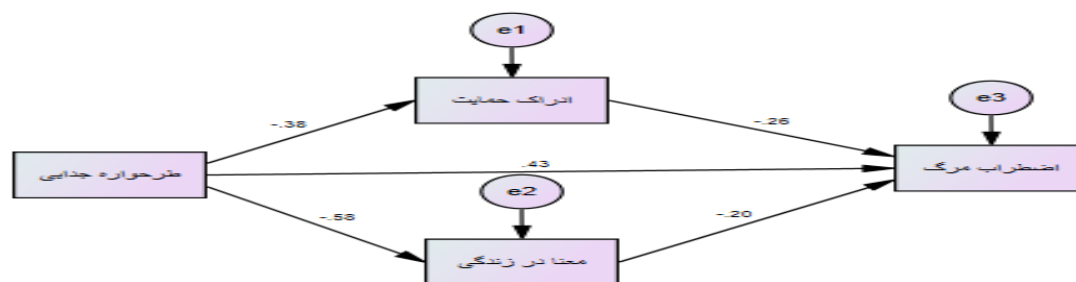 e1
ادراک حمایت
e3
-.38
-.26
طرحواره جدایی
.43
اضطراب مرگ
e2
-.58
-.20
معنا در زندگی